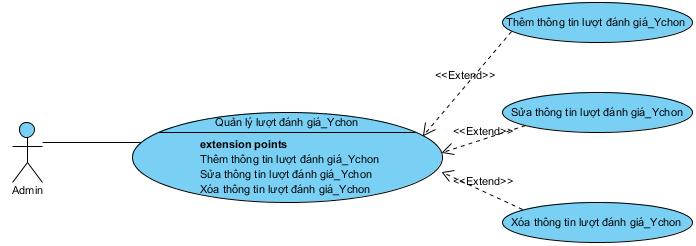 Thêm thông tin lượt đánh giá_Ychon
<<Extend>>
Quản lý lượt đánh giá_Ychon
extension points
Thêm thông tin lượt đánh giá_Ychon
Sửa thông tin lượt đánh giá_Ychon
Xóa thông tin lượt đánh giá_Ychon
<<Extend>>
Sửa thông tin lượt đánh giá_Ychon
<<Extend>>
Xóa thông tin lượt đánh giá_Ychon
Admin